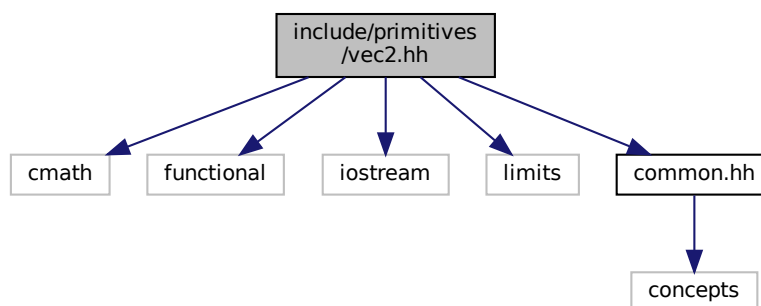 include/primitives
/vec2.hh
cmath
functional
iostream
limits
common.hh
concepts